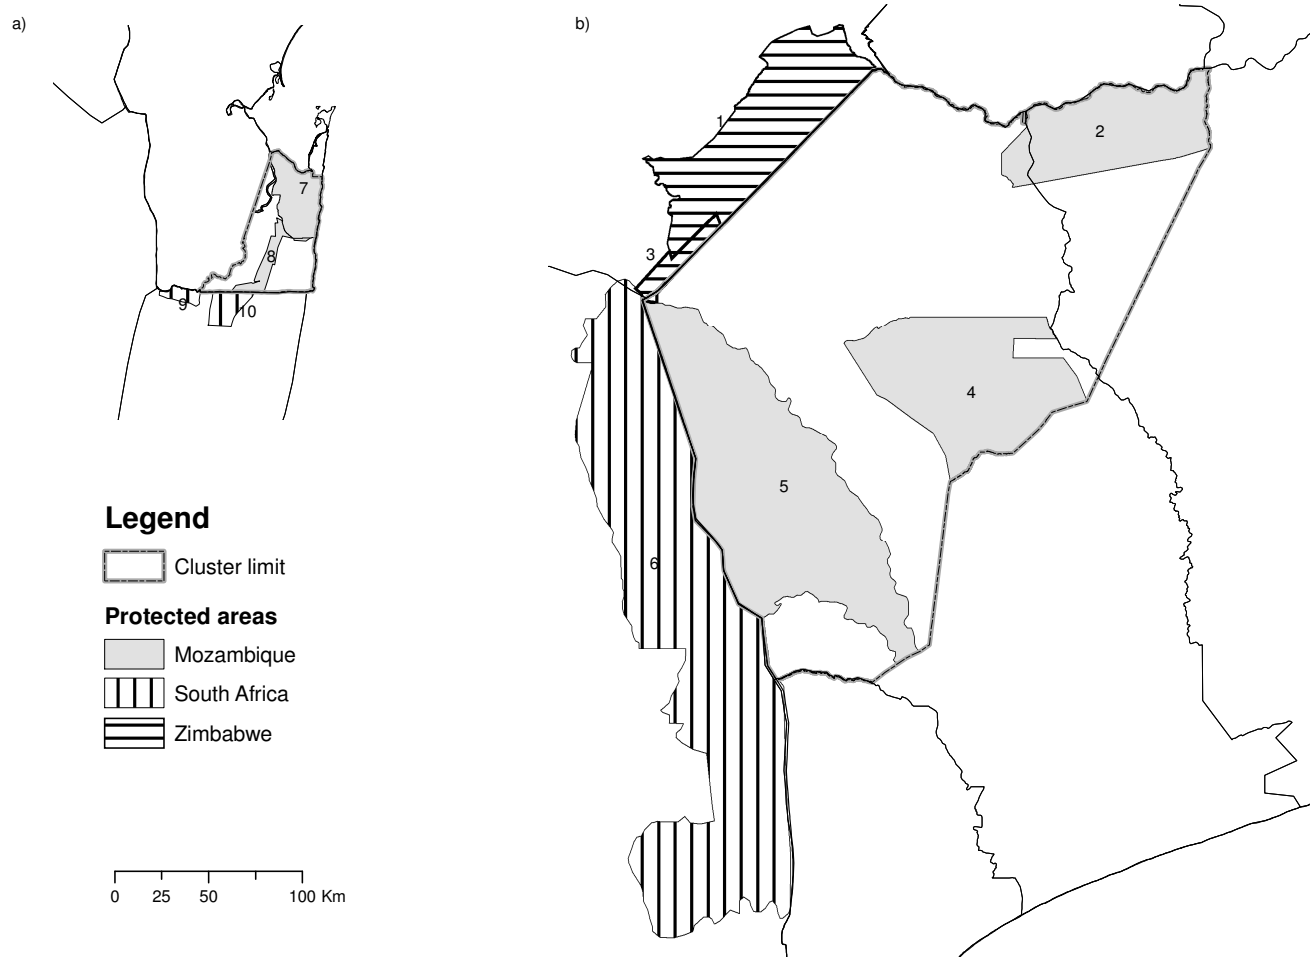 a)
b)
1
2
3
4
5
6
7
8
9
10
Legend
Cluster limit
Protected areas
Mozambique
South Africa
Zimbabwe
0 25 50 100 Km